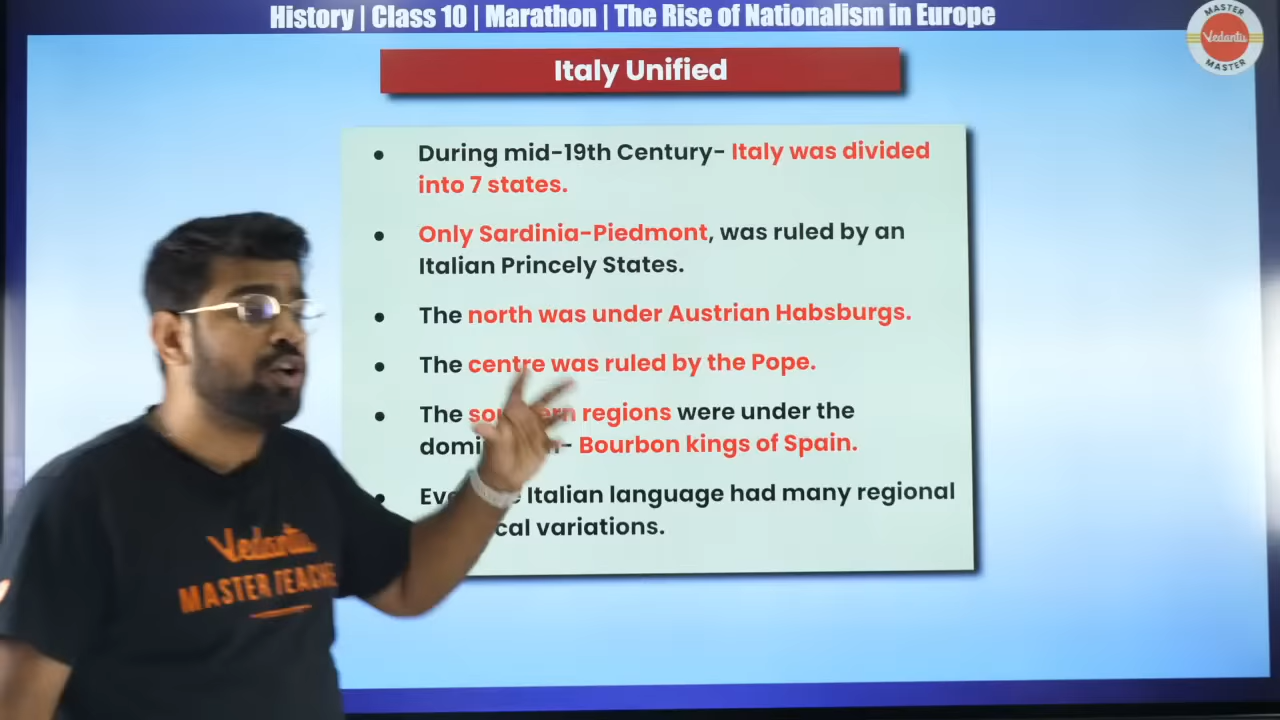 History | Class 10 | Marathon | The Rise of Nationalism in Europe
MASTER
Vedantu
MASTER
Italy Unified
• During mid-19th Century- Italy was divided
into 7 states.
• Only Sardinia-Piedmont, was ruled by an
Italian Princely States.
• The north was under Austrian Habsburgs.
• The centre was ruled by the Pope.
• The regions were under the
Bourbon kings of Spain.
• Italian language had many regional
variations.
Vedantu
MASTER TEACHE